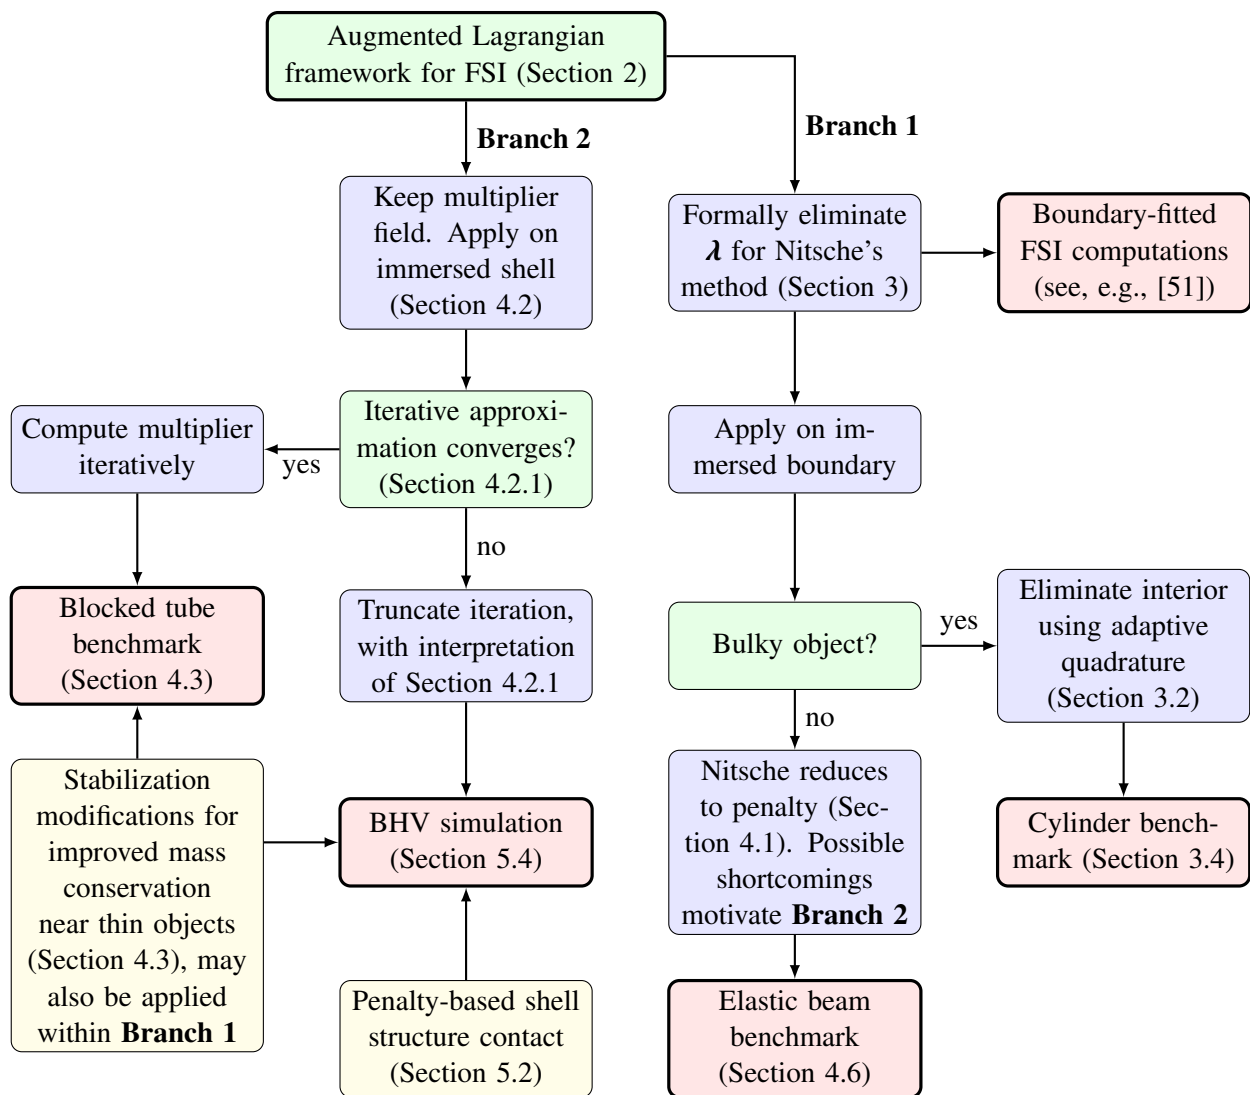 Augmented Lagrangian
framework for FSI (Section 2)
Branch 2
Branch 1
Keep multiplier
field. Apply on
immersed shell
(Section 4.2)
Formally eliminate
λ for Nitsche's
method (Section 3)
Boundary-fitted
FSI computations
(see, e.g., [51])
Compute multiplier
iteratively
yes
Iterative approxi-
mation converges?
(Section 4.2.1)
Apply on im-
mersed boundary
no
Blocked tube
benchmark
(Section 4.3)
Truncate iteration,
with interpretation
of Section 4.2.1
Bulky object?
yes
Eliminate interior
using adaptive
quadrature
(Section 3.2)
no
Stabilization
modifications for
improved mass
conservation
near thin objects
(Section 4.3), may
also be applied
within Branch 1
BHV simulation
(Section 5.4)
Nitsche reduces
to penalty (Sec-
tion 4.1). Possible
shortcomings
motivate Branch 2
Cylinder bench-
mark (Section 3.4)
Penalty-based shell
structure contact
(Section 5.2)
Elastic beam
benchmark
(Section 4.6)